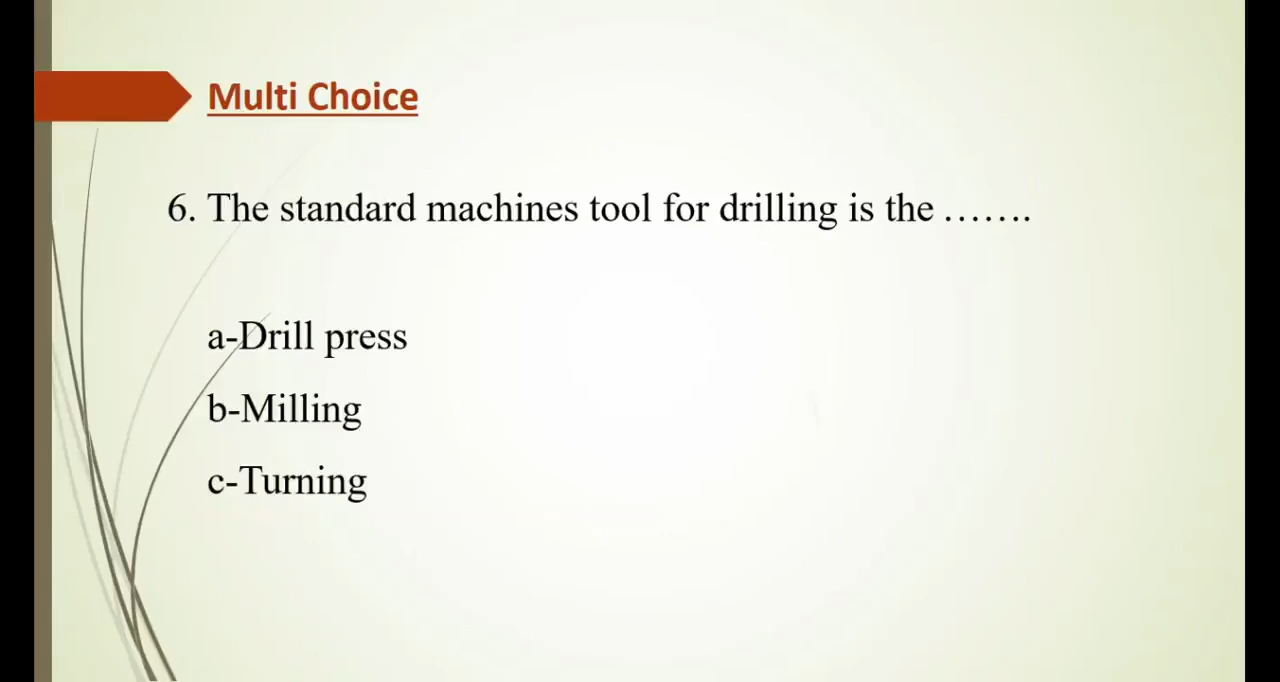 Multi Choice
6. The standard machines tool for drilling is the …….
a-Drill press
b-Milling
c-Turning